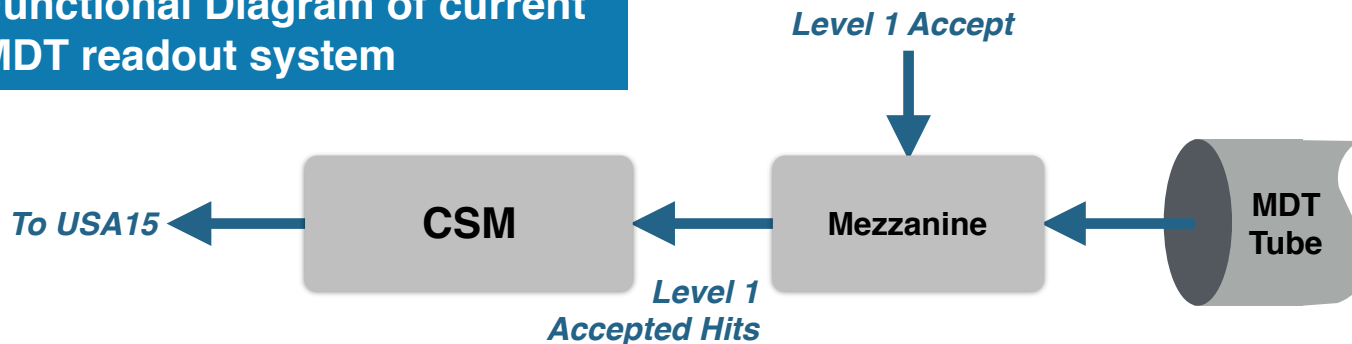 unctional Diagram of current
MDT readout system
Level 1 Accept
To USA15
CSM
Mezzanine
MDT
Tube
Level 1
Accepted Hits